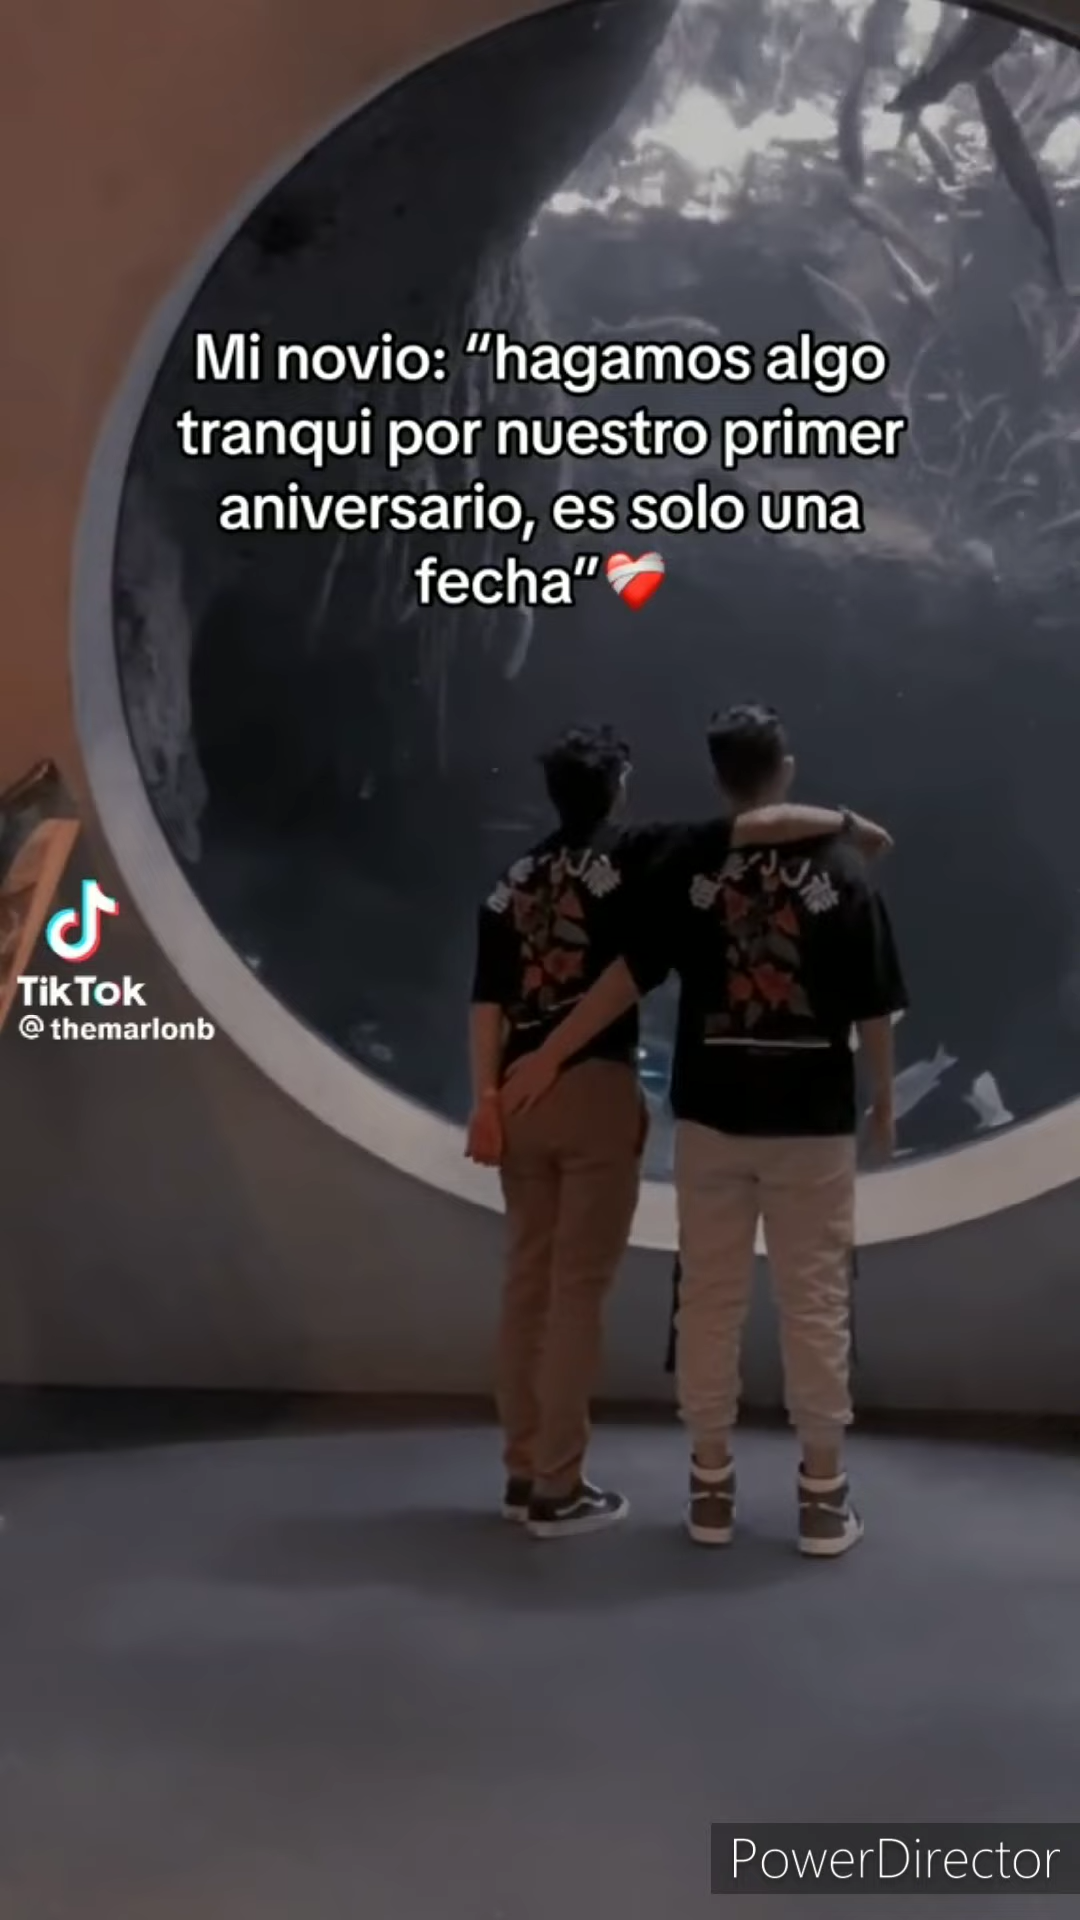 Mi novio: “hagamos algo
tranqui por nuestro primer
aniversario, es solo una
fecha”❤️‍🩹
TikTok
@themarlonb
PowerDirector